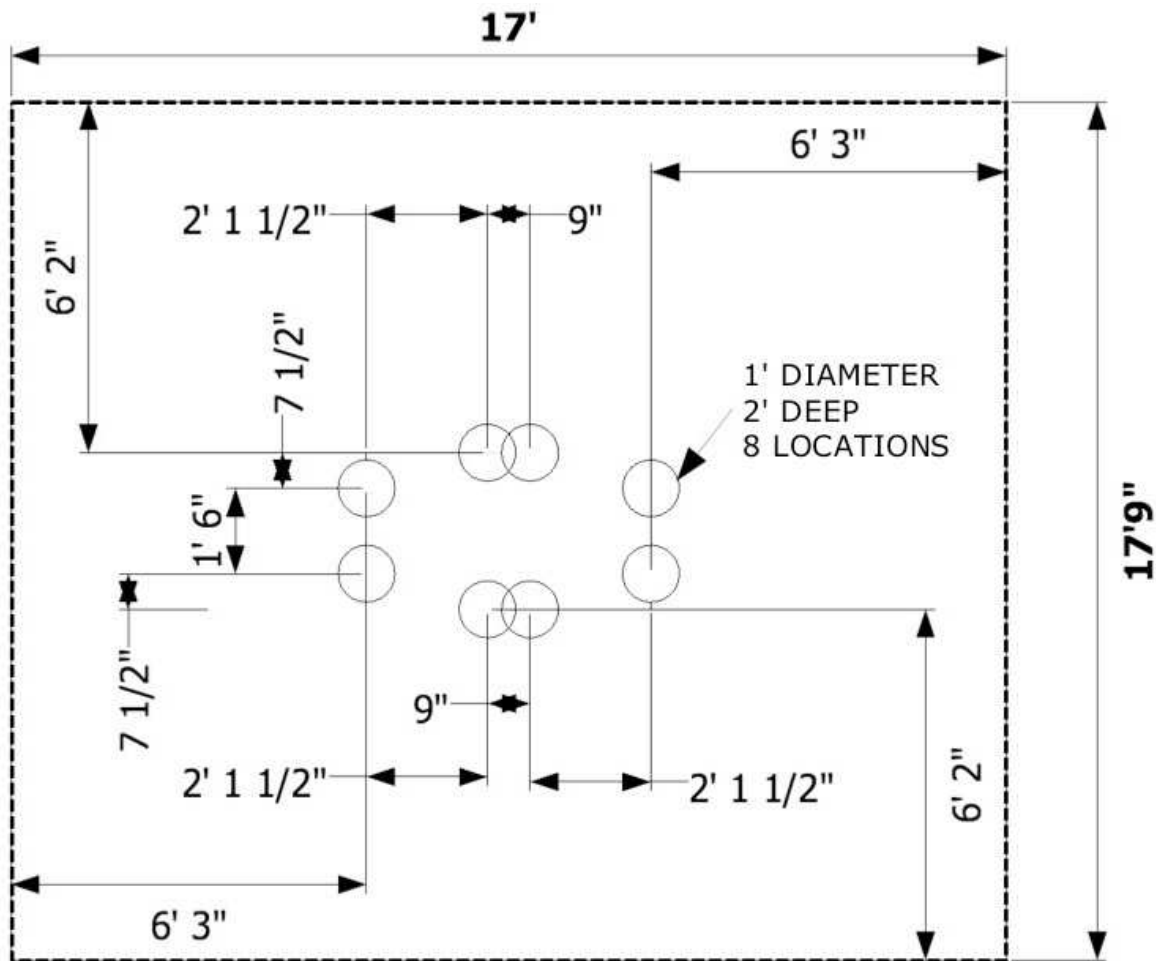 17'
6' 3"
2' 1 1/2"
9"
6' 2"
7 1/2"
1' DIAMETER
2' DEEP
8 LOCATIONS
1' 6"
17'9"
7 1/2"
9"
2' 1 1/2"
2' 1 1/2"
6' 2"
6' 3"